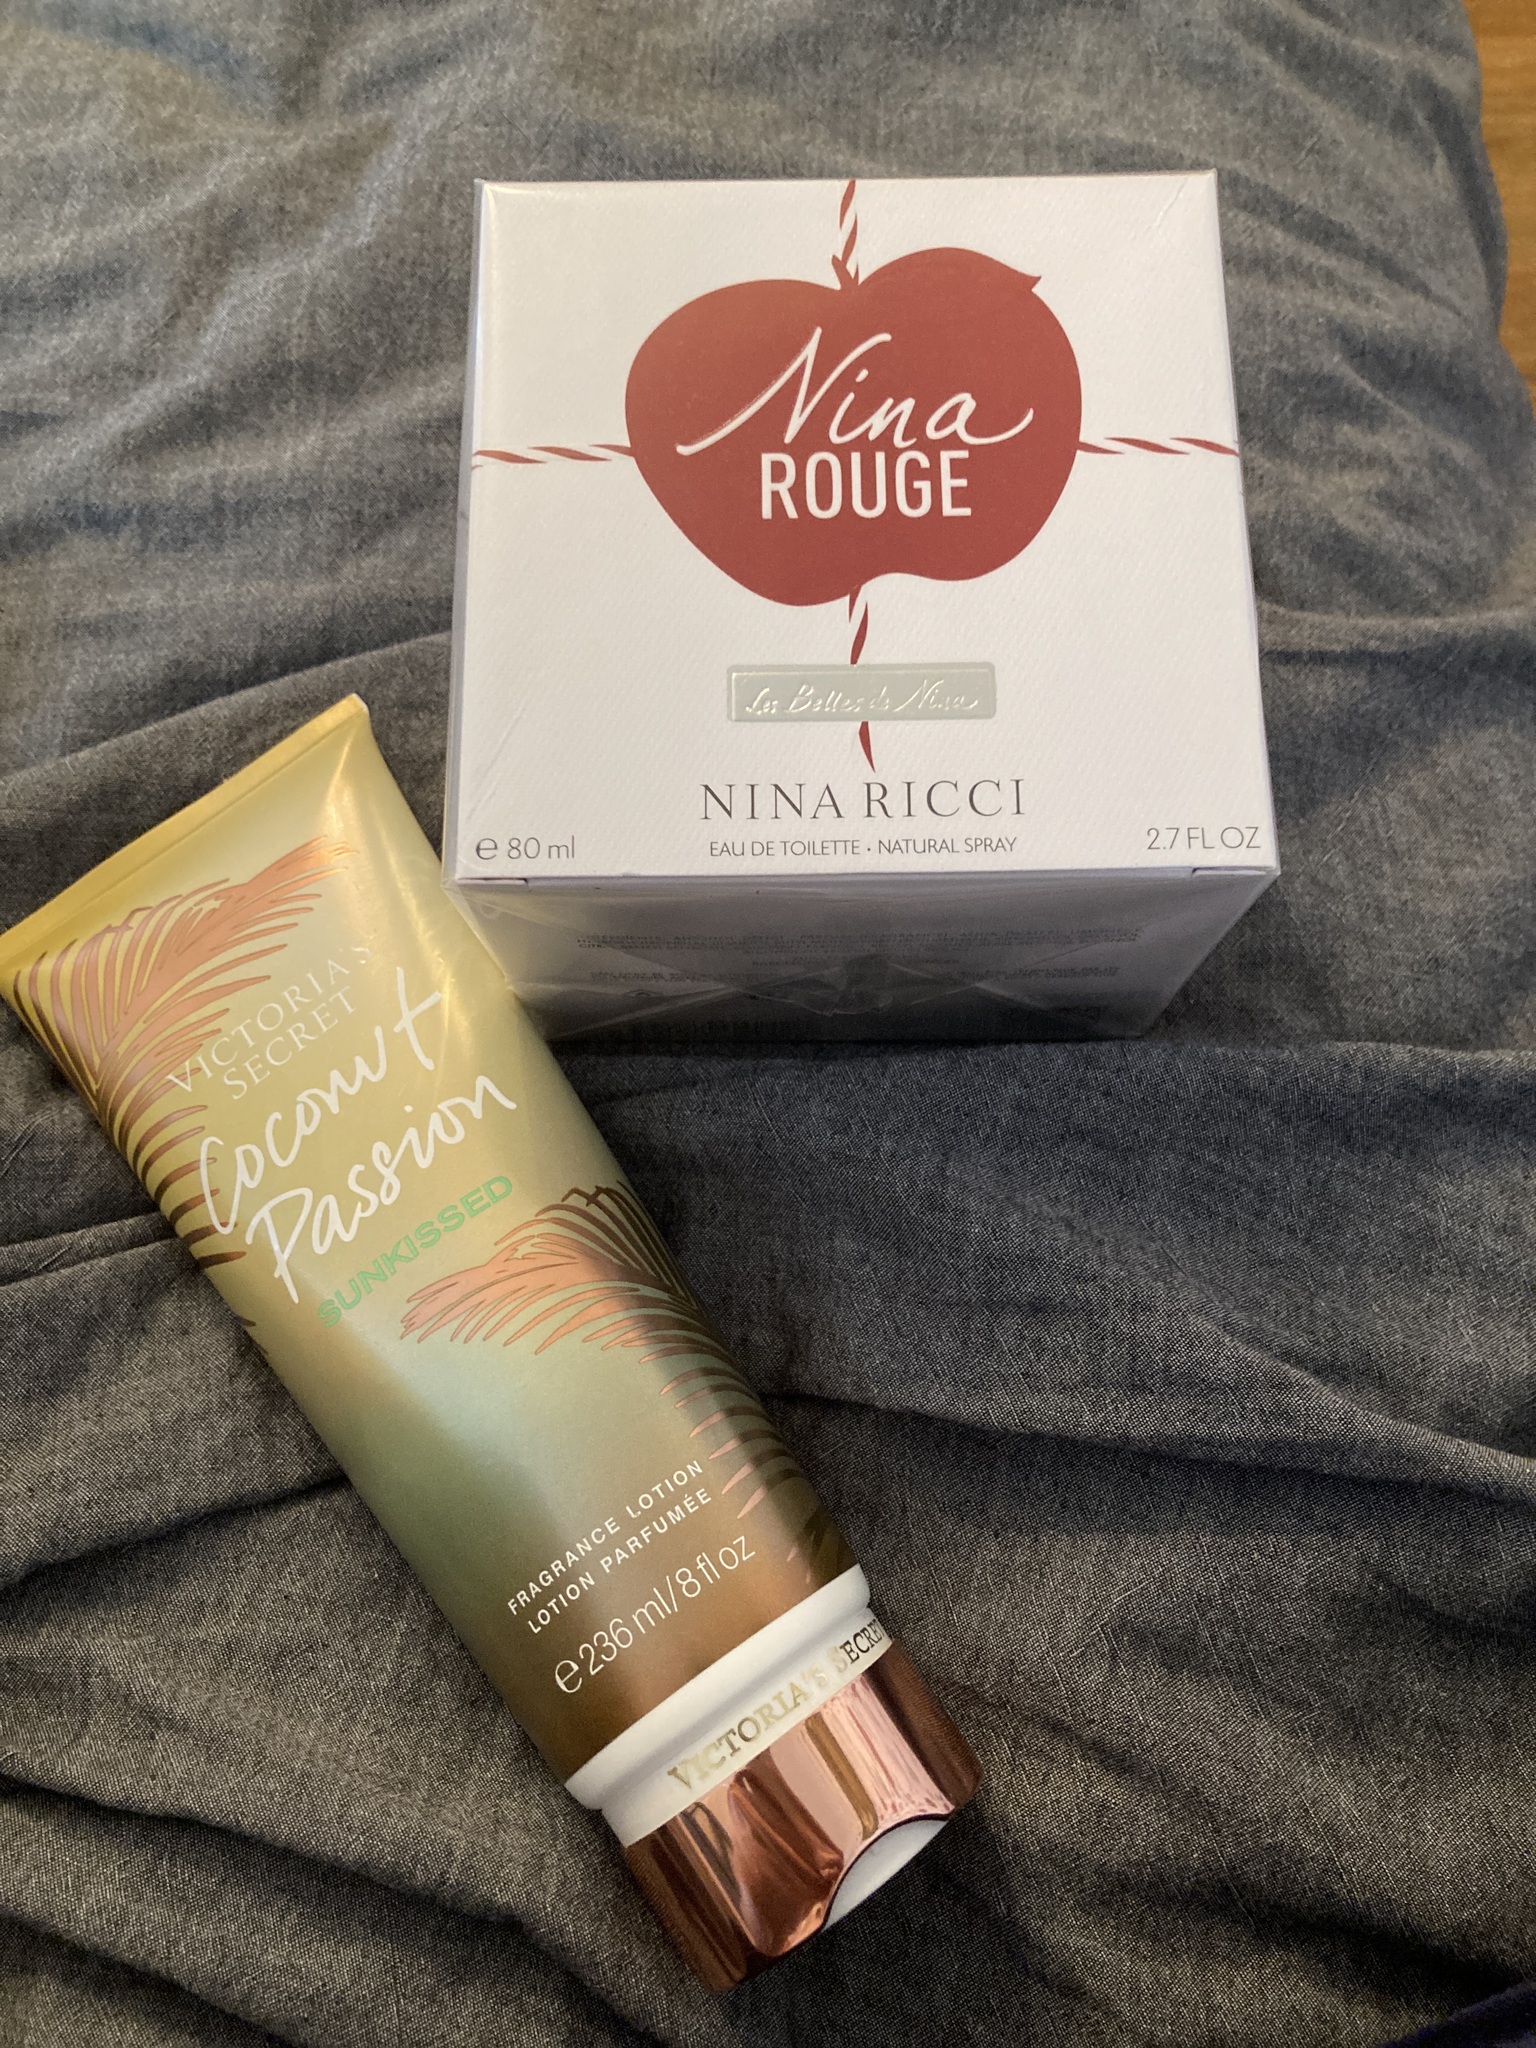 Nina
ROUGE
Les Belles de Nina
NINA RICCI
e 80 ml
EAU DE TOILETTE • NATURAL SPRAY
2.7 FL OZ
VICTORIA'S
SECRET
Coconut
Passion
SUNKISSED
FRAGRANCE LOTION
LOTION PARFUMÉE
e 236 ml/8 fl oz
VICTORIA'S SECRET